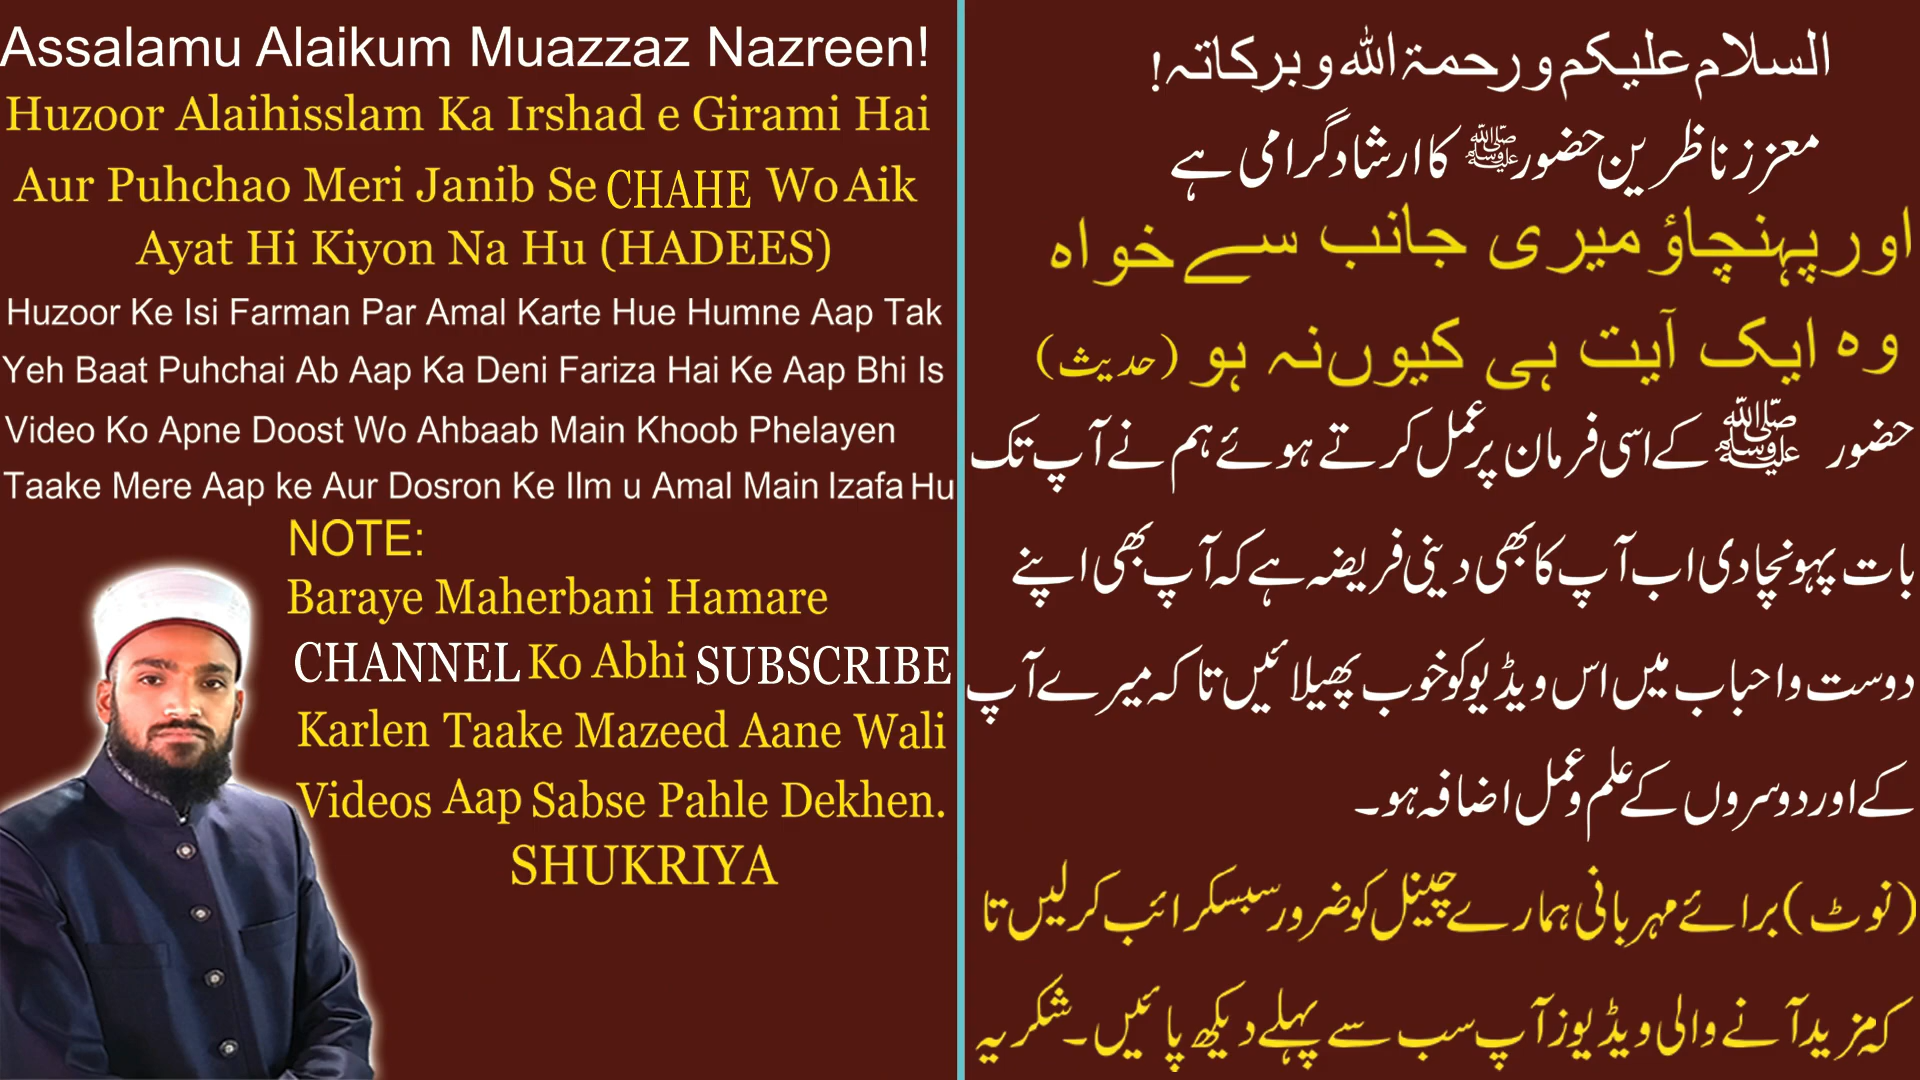 Assalamu Alaikum Muazzaz Nazreen!
Huzoor Alaihisslam Ka Irshad e Girami Hai
Aur Puhchao Meri Janib Se CHAHE Wo Aik
Ayat Hi Kiyon Na Hu (HADEES)
Huzoor Ke Isi Farman Par Amal Karte Hue Humne Aap Tak
Yeh Baat Puhchai Ab Aap Ka Deni Fariza Hai Ke Aap Bhi Is
Video Ko Apne Doost Wo Ahbaab Main Khoob Phelayen
Taake Mere Aap ke Aur Dosron Ke Ilm u Amal Main Izafa Hu
NOTE:
Baraye Maherbani Hamare
CHANNEL Ko Abhi SUBSCRIBE
Karlen Taake Mazeed Aane Wali
Videos Aap Sabse Pahle Dekhen.
SHUKRIYA
السلام علیکم ورحمۃ اللہ وبرکاتہ!
معزز ناظرین حضور ﷺ کا ارشاد گرامی ہے
اور پہنچاؤ میری جانب سے خواہ
وہ ایک آیت ہی کیوں نہ ہو (حدیث)
حضور ﷺ کے اسی فرمان پر عمل کرتے ہوئے ہم نے آپ تک
بات پہونچادی اب آپ کا بھی دینی فریضہ ہے کہ آپ بھی اپنے
دوست واحباب میں اس ویڈیو کو خوب پھیلائیں تا کہ میرے آپ
کے اور دوسروں کے علم وعمل اضافہ ہو۔
(نوٹ) برائے مہربانی ہمارے چینل کو ضرور سبسکرائب کرلیں تا
کہ مزید آنے والی ویڈیوز آپ سب سے پہلے دیکھ پائیں۔ شکریہ